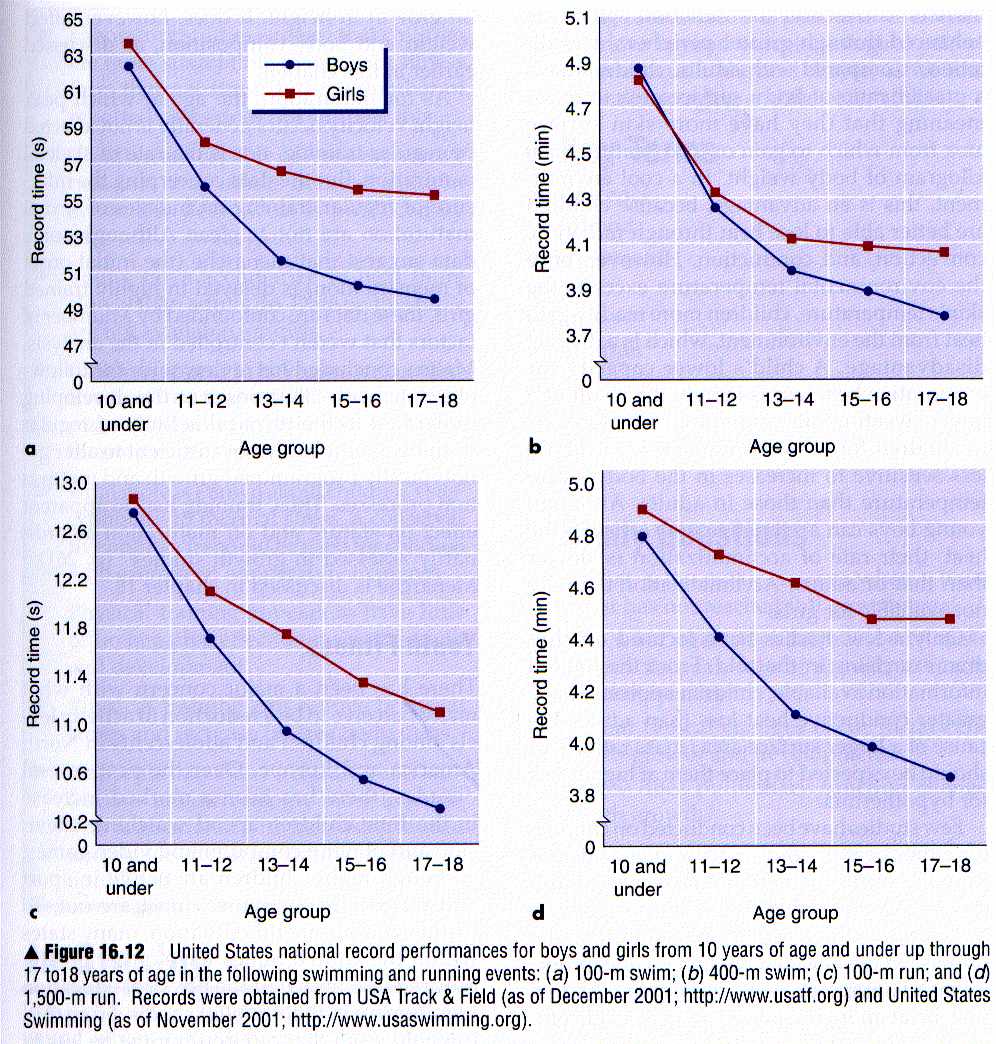 65
63
61
59
57
55
53
51
49
47
0
Record time (s)
Boys
Girls
10 and under
11–12
13–14
15–16
17–18
Age group
a
5.1
4.9
4.7
4.5
4.3
4.1
3.9
3.7
0
Record time (min)
10 and under
11–12
13–14
15–16
17–18
Age group
b
13.0
12.6
12.2
11.8
11.4
11.0
10.6
10.2
0
Record time (s)
10 and under
11–12
13–14
15–16
17–18
Age group
c
5.0
4.8
4.6
4.4
4.2
4.0
3.8
0
Record time (min)
10 and under
11–12
13–14
15–16
17–18
Age group
d
▲ Figure 16.12 United States national record performances for boys and girls from 10 years of age and under up through
17 to18 years of age in the following swimming and running events: (a) 100-m swim; (b) 400-m swim; (c) 100-m run; and (d)
1,500-m run. Records were obtained from USA Track & Field (as of December 2001; http://www.usatf.org) and United States
Swimming (as of November 2001; http://www.usaswimming.org).